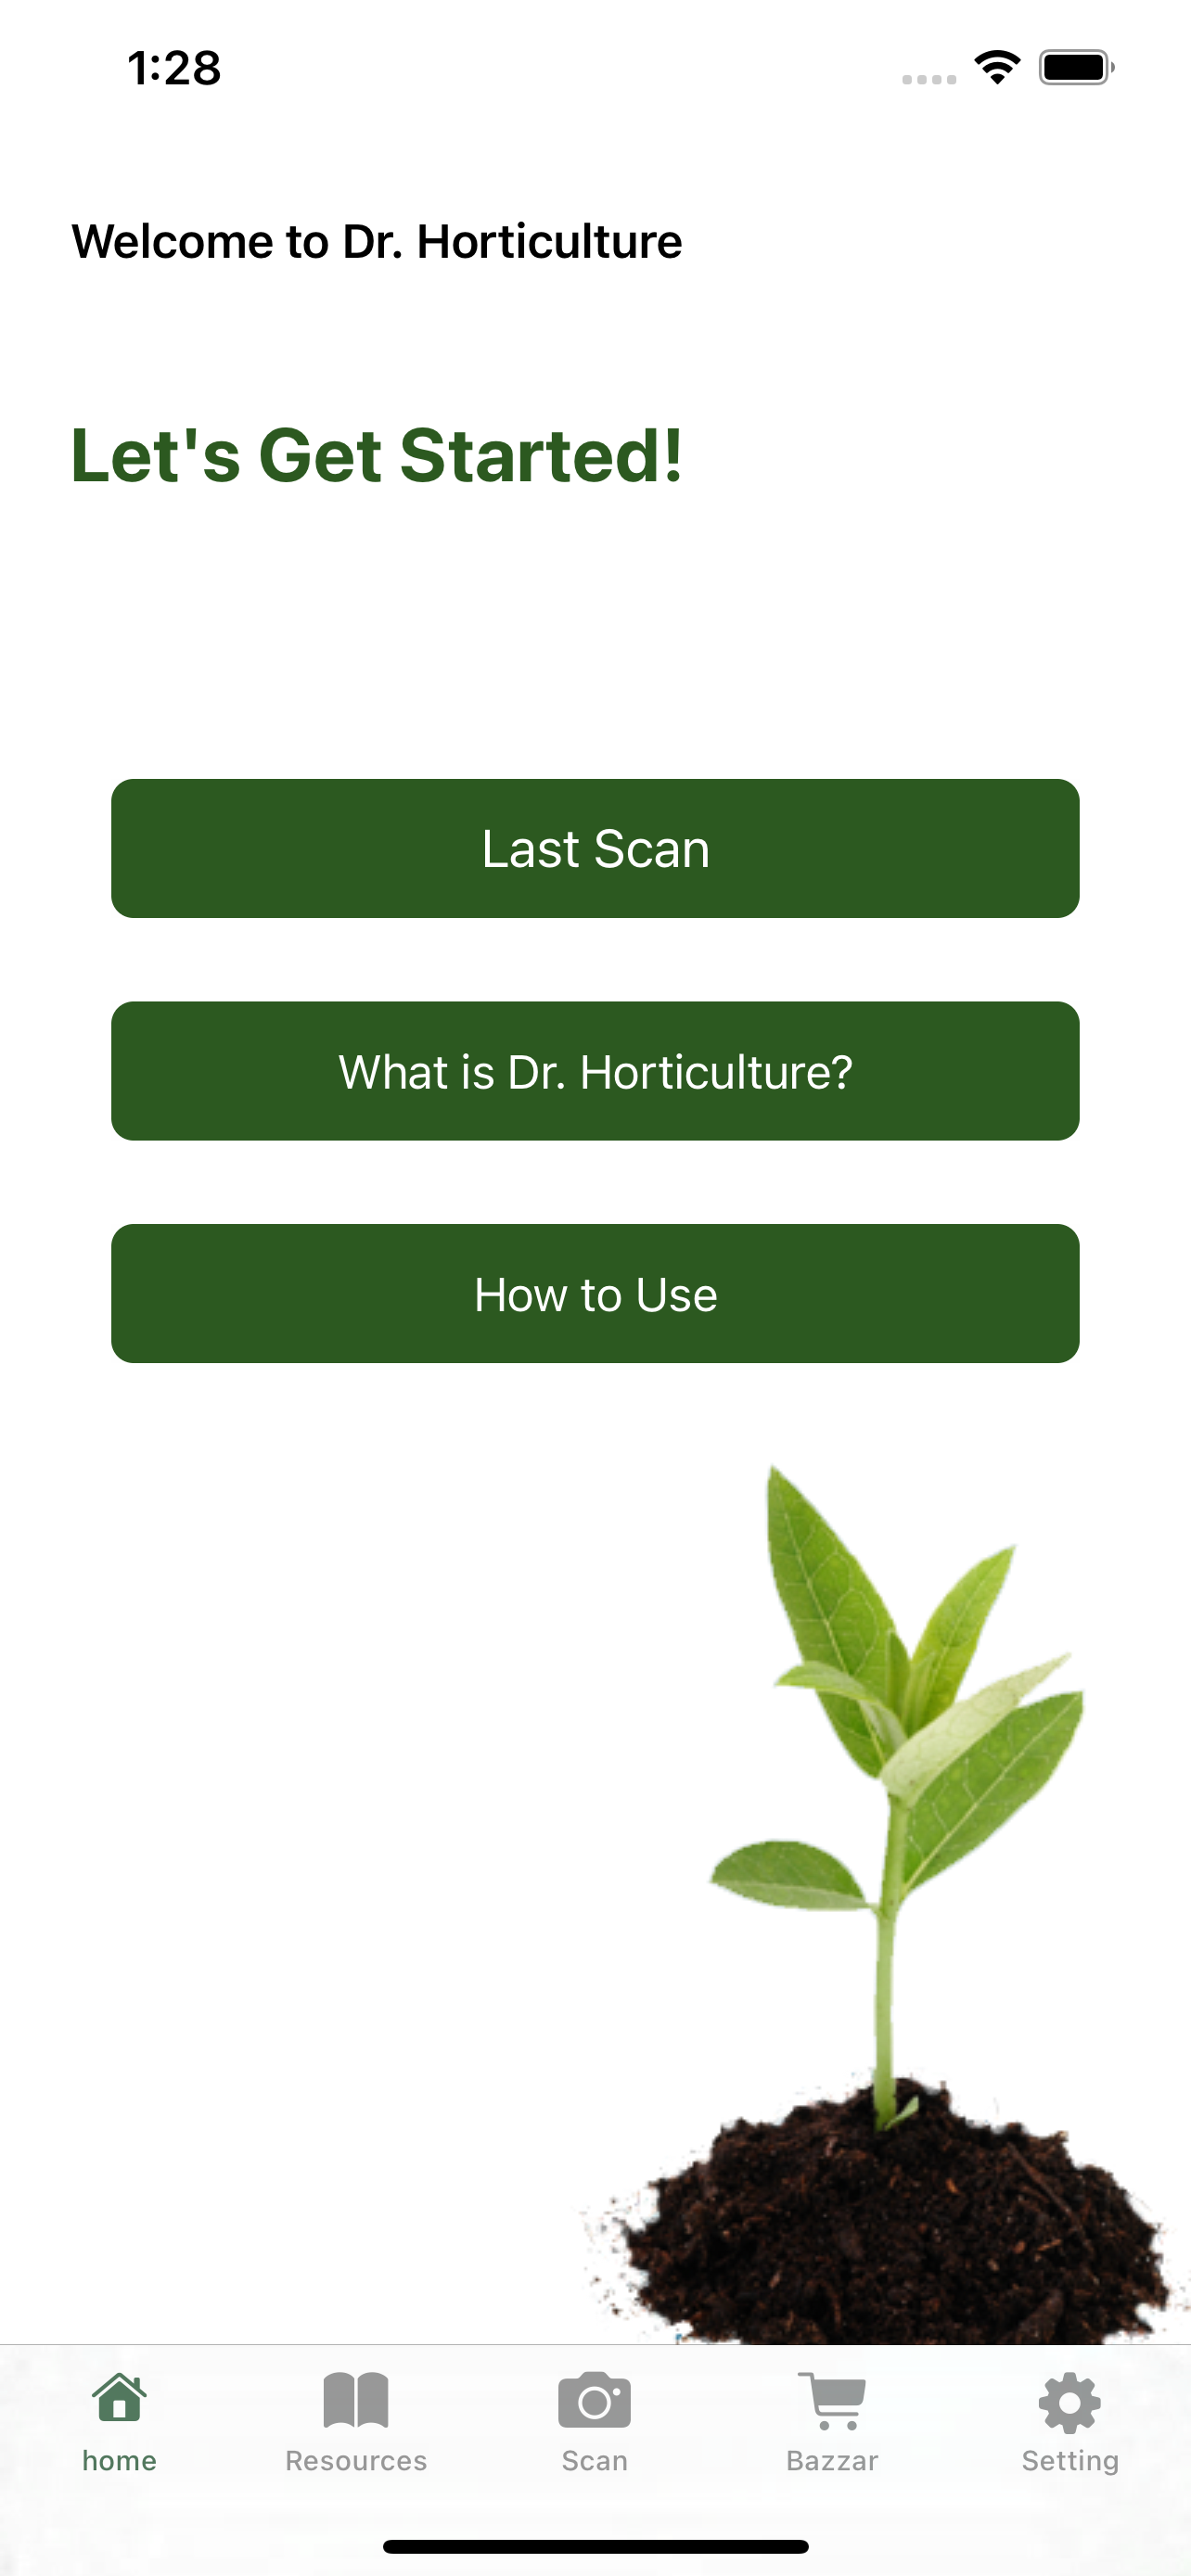 1:28
Welcome to Dr. Horticulture
Let's Get Started!
Last Scan
What is Dr. Horticulture?
How to Use
home
Resources
Scan
Bazzar
Setting